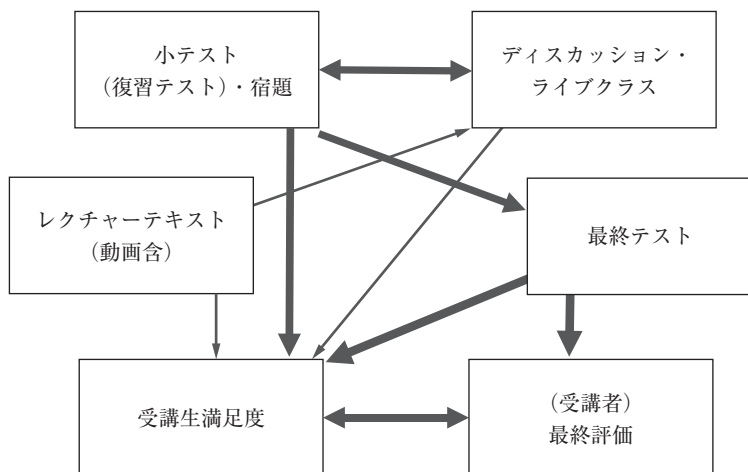 小テスト
（復習テスト）・宿題
ディスカッション・
ライブクラス
レクチャーテキスト
（動画含）
最終テスト
受講生満足度
（受講者）
最終評価